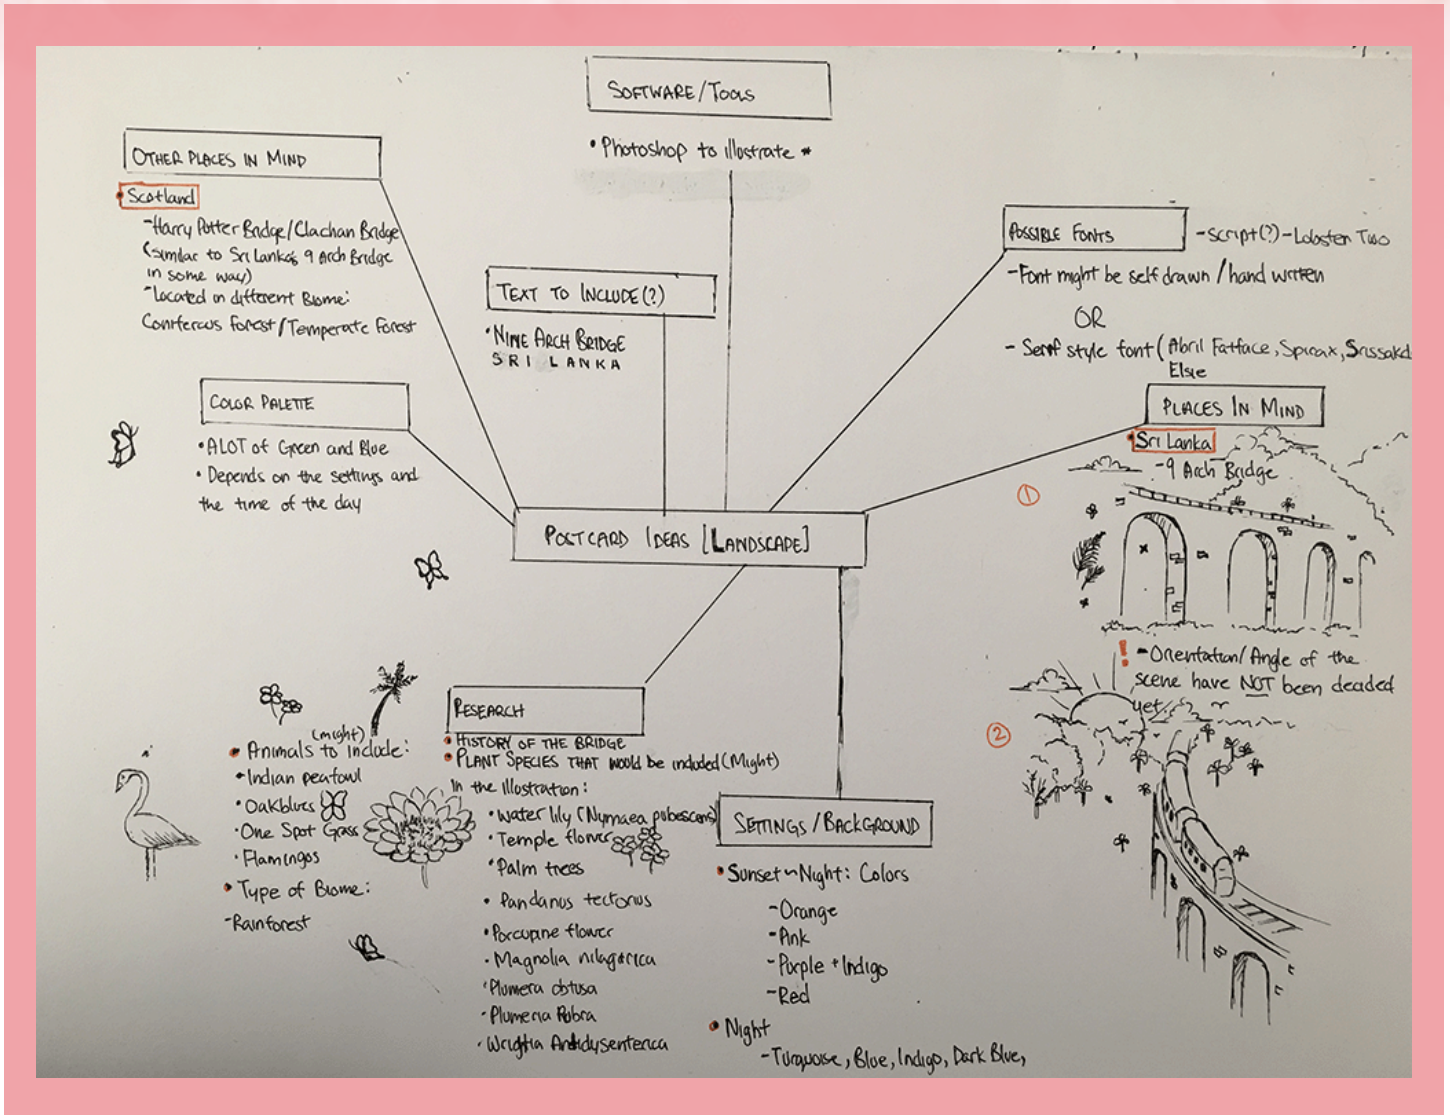 SOFTWARE/TOOLS
• Photoshop to illustrate *
OTHER PLACES IN MIND
• Scotland
- Harry Potter Bridge/Clachan Bridge
(similar to Sri Lanka's 9 Arch Bridge
in some way)
- Located in different Biome:
Coniferous forest/Temperate Forest
TEXT TO INCLUDE(?)
• NINE ARCH BRIDGE
SRI LANKA
POSSIBLE FONTS
- script(?) - Lobster Two
- Font might be self drawn / hand written
OR
- Serif style font (Abril Fatface, Spirax,
Elsie
COLOR PALETTE
• ALOT of Green and Blue
• Depends on the settings and
the time of the day
PLACES IN MIND
• Sri Lanka
- 9 Arch Bridge
1
! - Orientation/Angle of the
scene have NOT been decided
yet.
2
POSTCARD IDEAS [LANDSCAPE]
(might)
• Animals to include:
• Indian peafowl
• Oakblues
• One Spot Grass
• Flamingos
• Type of Biome:
- Rainforest
RESEARCH
• HISTORY OF THE BRIDGE
• PLANT SPECIES THAT WOULD be included (Might)
In the illustration:
• water lily (Nymaea pubescens)
• Temple flower
• Palm trees
• Pandanus tectorius
• Porcupine flower
• Magnolia nilagirica
• Plumera obtusa
• Plumeria Rubra
• Wrightia Antidysenterica
SETTINGS/BACKGROUND
• Sunset ~ Night: Colors
- Orange
- Pink
- Purple + Indigo
- Red
• Night
- Turquoise, Blue, Indigo, Dark Blue,